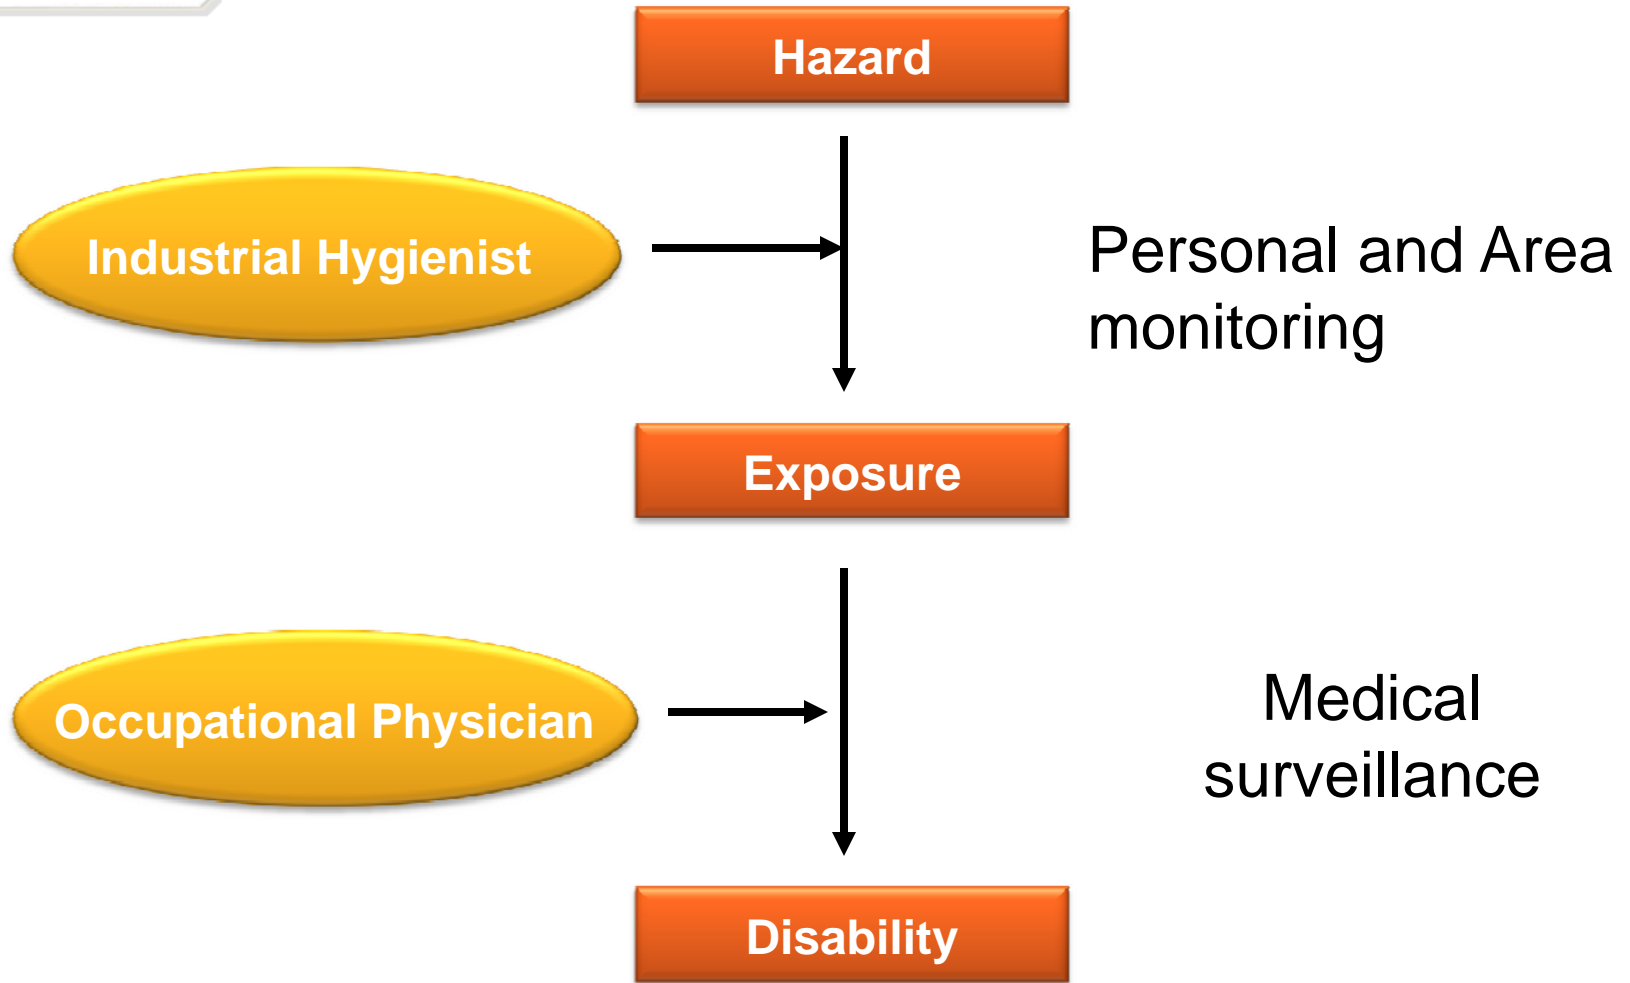 Hazard
Industrial Hygienist
Personal and Area
monitoring
Exposure
Occupational Physician
Medical
surveillance
Disability